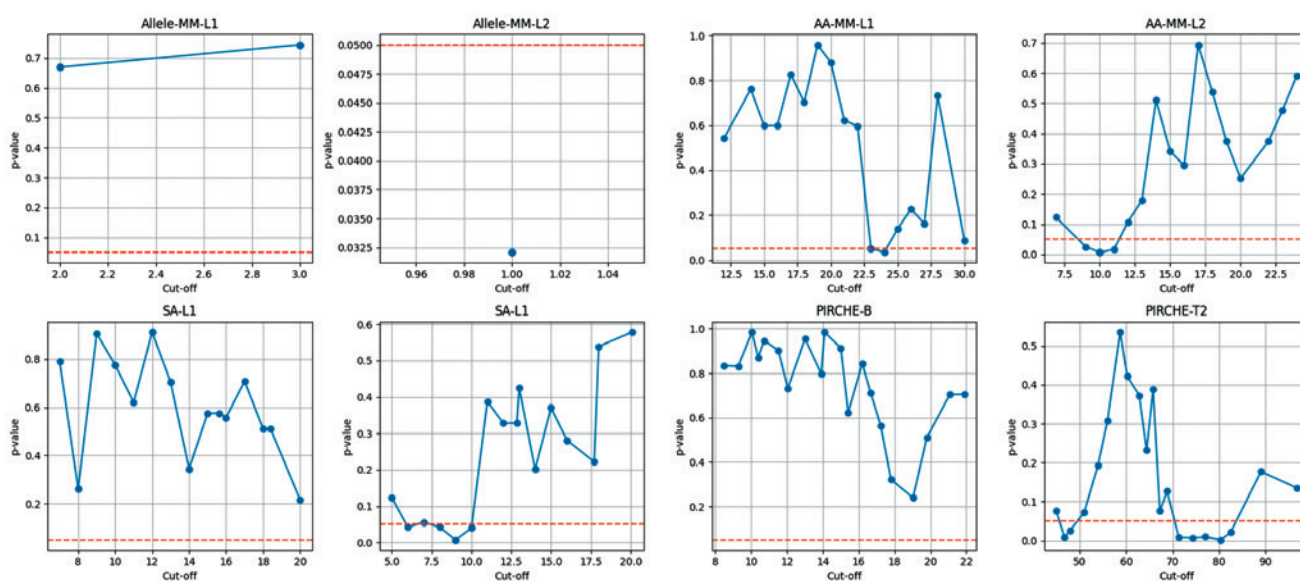 Allele-MM-L1
Allele-MM-L2
AA-MM-L1
AA-MM-L2
p-value
0.7
0.6
0.5
0.4
0.3
0.2
0.1
2.0 2.2 2.4 2.6 2.8 3.0
Cut-off
p-value
0.0500
0.0475
0.0450
0.0425
0.0400
0.0375
0.0350
0.0325
0.96 0.98 1.00 1.02 1.04
Cut-off
p-value
1.0
0.8
0.6
0.4
0.2
0.0
12.5 15.0 17.5 20.0 22.5 25.0 27.5 30.0
Cut-off
p-value
0.7
0.6
0.5
0.4
0.3
0.2
0.1
0.0
7.5 10.0 12.5 15.0 17.5 20.0 22.5
Cut-off
SA-L1
SA-L1
PIRCHE-B
PIRCHE-T2
p-value
0.8
0.6
0.4
0.2
8 10 12 14 16 18 20
Cut-off
p-value
0.6
0.5
0.4
0.3
0.2
0.1
0.0
5.0 7.5 10.0 12.5 15.0 17.5 20.0
Cut-off
p-value
1.0
0.8
0.6
0.4
0.2
8 10 12 14 16 18 20 22
Cut-off
p-value
0.5
0.4
0.3
0.2
0.1
0.0
50 60 70 80 90
Cut-off